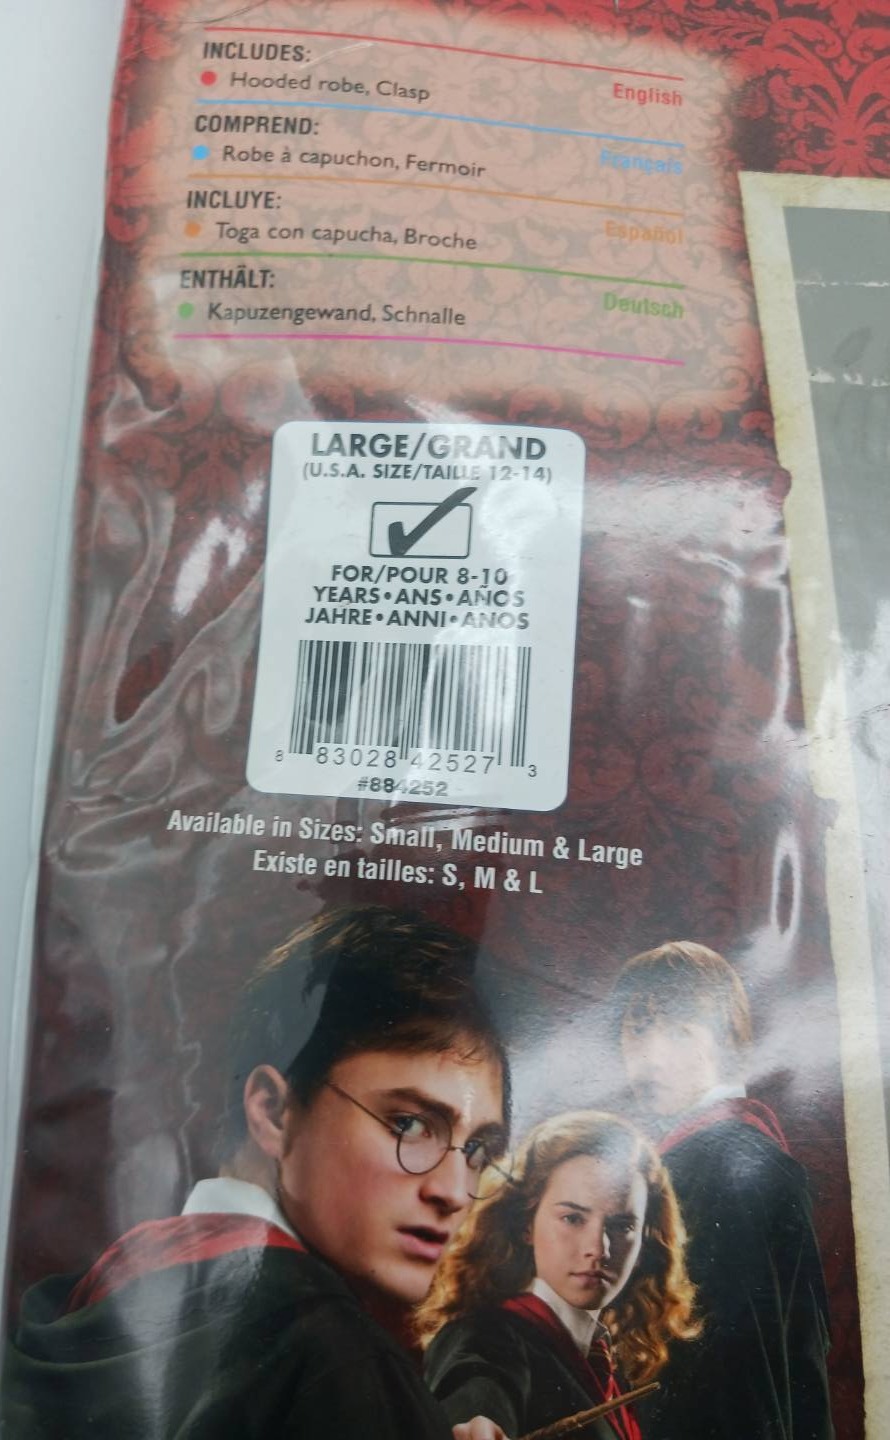 INCLUDES:
Hooded robe, Clasp
English
COMPREND:
Robe à capuchon, Fermoir
Français
INCLUYE:
Toga con capucha, Broche
Español
ENTHÄLT:
Kapuzengewand, Schnalle
Deutsch
LARGE/GRAND
(U.S.A. SIZE/TAILLE 12-14)
FOR/POUR 8-10
YEARS•ANS•AÑOS
JAHRE•ANNI•ANOS
8 83028 42527 3
#884252
Available in Sizes: Small, Medium & Large
Existe en tailles: S, M & L